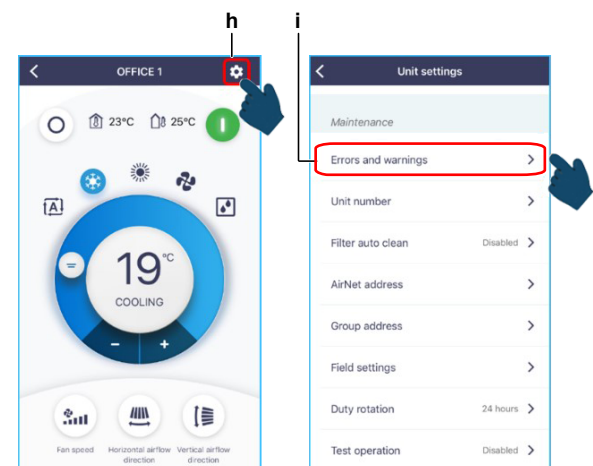 h
i
OFFICE 1
23°C
25°C
A
19°C
COOLING
- +
Fan speed
Horizontal airflow direction
Vertical airflow direction
Unit settings
Maintenance
Errors and warnings
Unit number
Filter auto clean Disabled
AirNet address
Group address
Field settings
Duty rotation 24 hours
Test operation Disabled